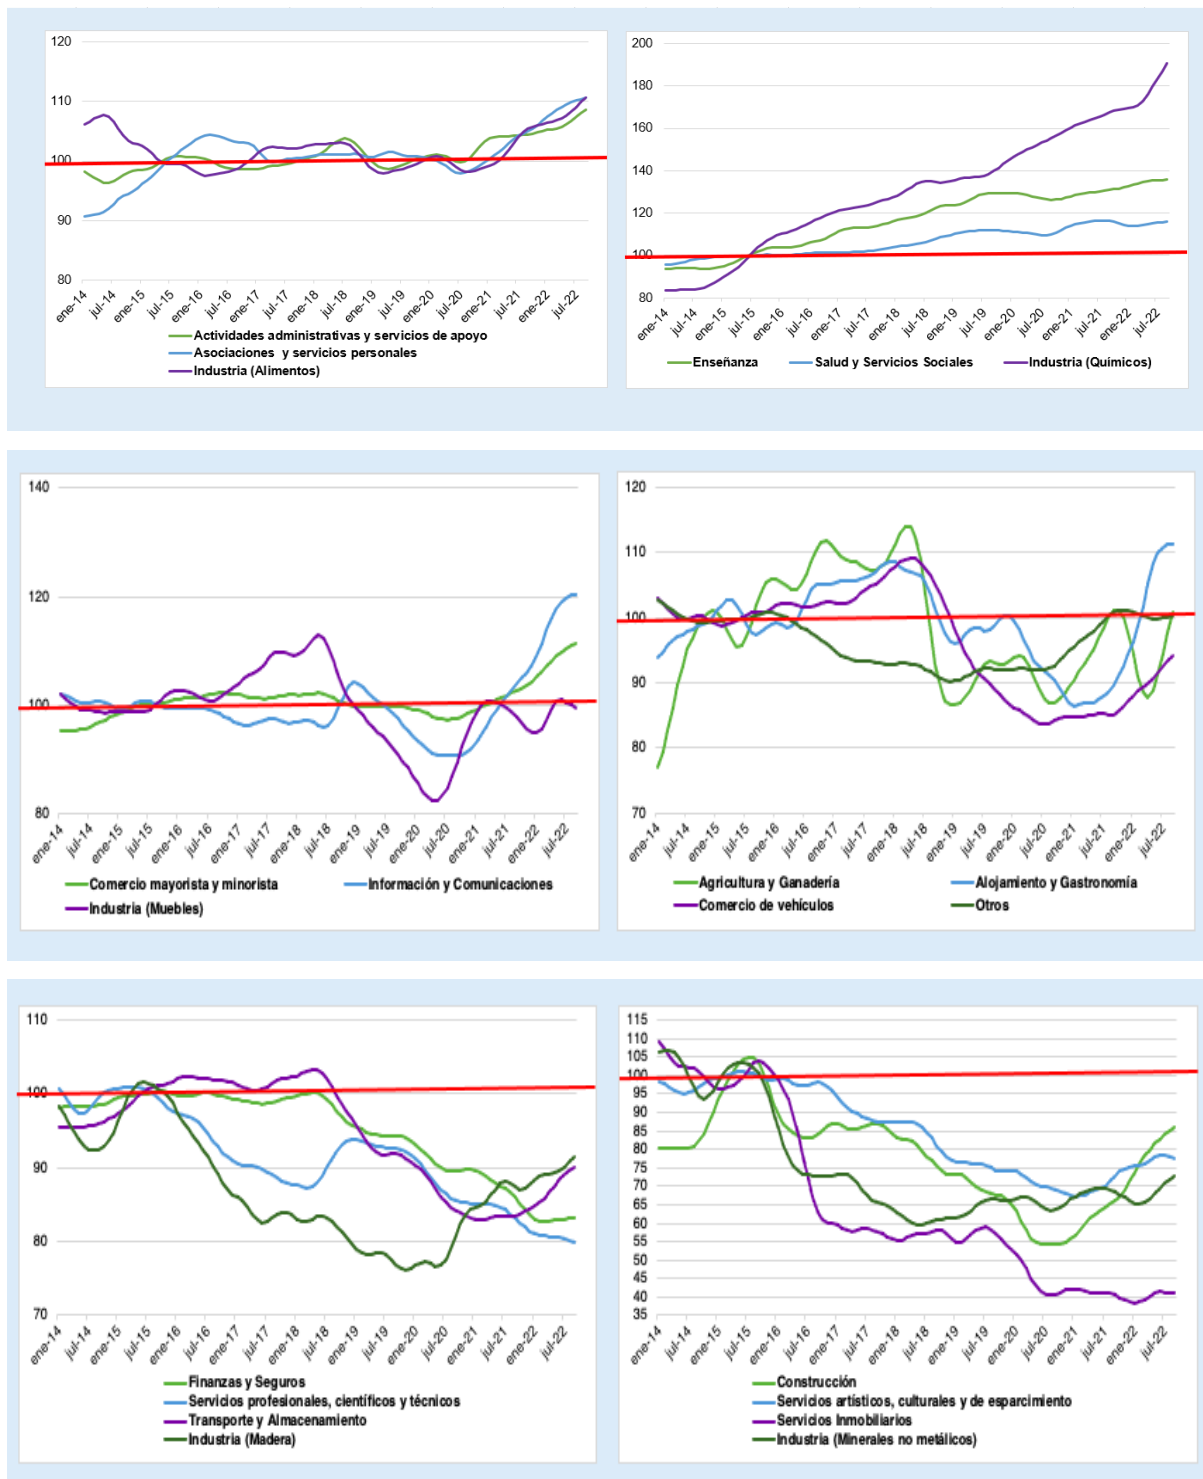 120
110
100
90
80
ene-14
jul-14
ene-15
jul-15
ene-16
jul-16
ene-17
jul-17
ene-18
jul-18
ene-19
jul-19
ene-20
jul-20
ene-21
jul-21
ene-22
jul-22
Actividades administrativas y servicios de apoyo
Asociaciones y servicios personales
Industria (Alimentos)
200
180
160
140
120
100
80
ene-14
jul-14
ene-15
jul-15
ene-16
jul-16
ene-17
jul-17
ene-18
jul-18
ene-19
jul-19
ene-20
jul-20
ene-21
jul-21
ene-22
jul-22
Enseñanza Salud y Servicios Sociales Industria (Químicos)
140
120
100
80
ene-14
jul-14
ene-15
jul-15
ene-16
jul-16
ene-17
jul-17
ene-18
jul-18
ene-19
jul-19
ene-20
jul-20
ene-21
jul-21
ene-22
jul-22
Comercio mayorista y minorista Información y Comunicaciones
Industria (Muebles)
120
110
100
90
80
70
ene-14
jul-14
ene-15
jul-15
ene-16
jul-16
ene-17
jul-17
ene-18
jul-18
ene-19
jul-19
ene-20
jul-20
ene-21
jul-21
ene-22
jul-22
Agricultura y Ganadería Alojamiento y Gastronomía
Comercio de vehículos Otros
110
100
90
80
70
ene-14
jul-14
ene-15
jul-15
ene-16
jul-16
ene-17
jul-17
ene-18
jul-18
ene-19
jul-19
ene-20
jul-20
ene-21
jul-21
ene-22
jul-22
Finanzas y Seguros
Servicios profesionales, científicos y técnicos
Transporte y Almacenamiento
Industria (Madera)
115
110
105
100
95
90
85
80
75
70
65
60
55
50
45
40
35
ene-14
jul-14
ene-15
jul-15
ene-16
jul-16
ene-17
jul-17
ene-18
jul-18
ene-19
jul-19
ene-20
jul-20
ene-21
jul-21
ene-22
jul-22
Construcción
Servicios artísticos, culturales y de esparcimiento
Servicios Inmobiliarios
Industria (Minerales no metálicos)